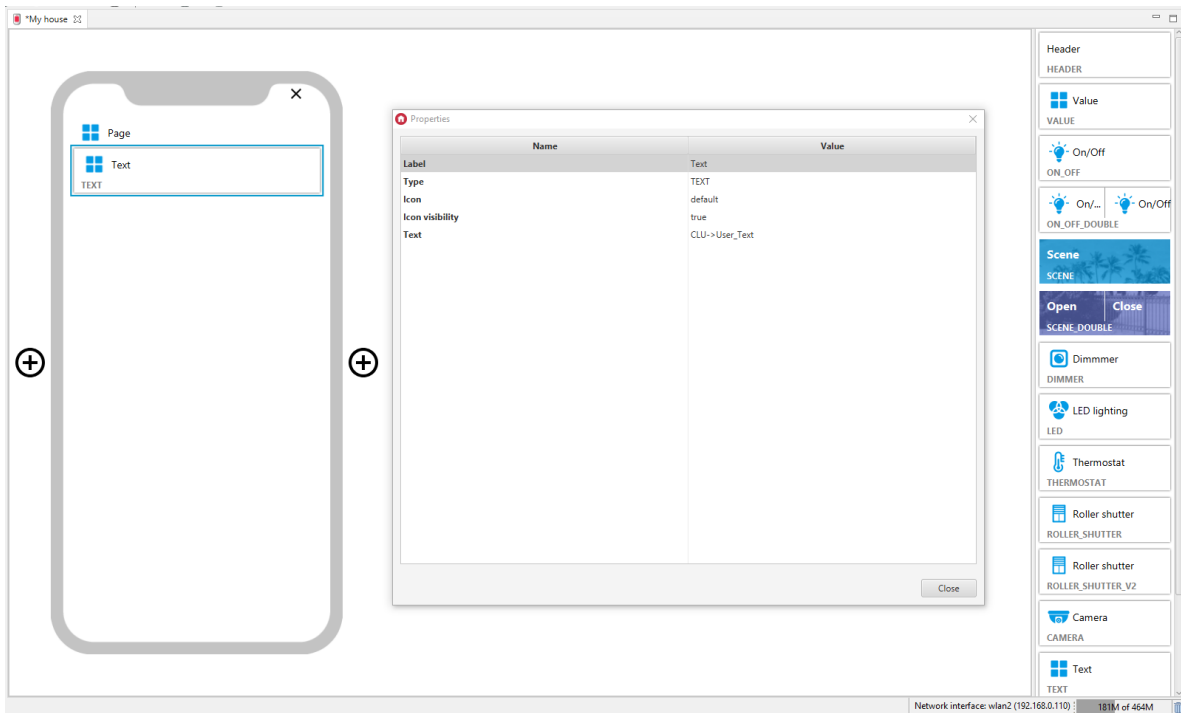 *My house
Page
Text
TEXT
Properties
Name Value
Label Text
Type TEXT
Icon default
Icon visibility true
Text CLU->User_Text
Close
Header
HEADER
Value
VALUE
On/Off
ON_OFF
On/... On/Off
ON_OFF_DOUBLE
Scene
SCENE
Open Close
SCENE_DOUBLE
Dimmmer
DIMMER
LED lighting
LED
Thermostat
THERMOSTAT
Roller shutter
ROLLER_SHUTTER
Roller shutter
ROLLER_SHUTTER_V2
Camera
CAMERA
Text
TEXT
Network interface: wlan2 (192.168.0.110) 181M of 464M